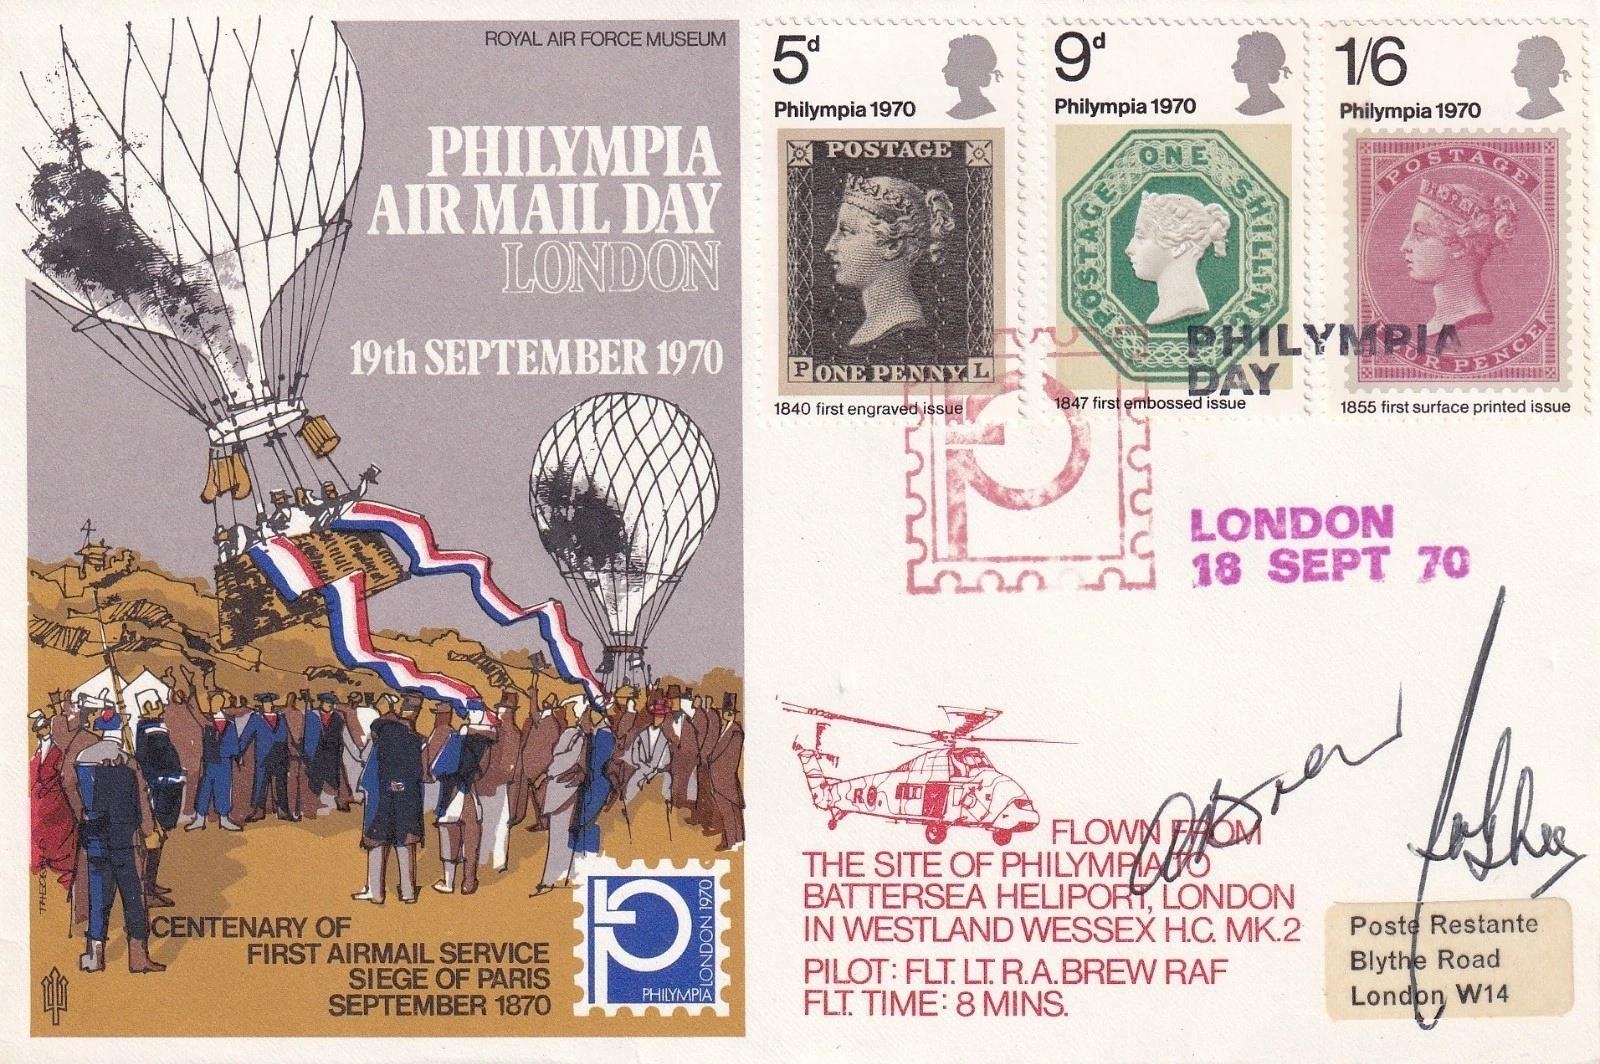 ROYAL AIR FORCE MUSEUM
PHILYMPIA
AIR MAIL DAY
LONDON
19th SEPTEMBER 1970
CENTENARY OF
FIRST AIRMAIL SERVICE
SIEGE OF PARIS
SEPTEMBER 1870
PHILYMPIA
LONDON 1970
5d
Philympia 1970
POSTAGE
P ONE PENNY L
1840 first engraved issue
9d
Philympia 1970
POSTAGE ONE SHILLING
1847 first embossed issue
1/6
Philympia 1970
POSTAGE
FOUR PENCE
1855 first surface printed issue
PHILYMPIA
DAY
LONDON
18 SEPT 70
R
FLOWN FROM
THE SITE OF PHILYMPIA TO
BATTERSEA HELIPORT, LONDON
IN WESTLAND WESSEX H.C. MK.2
PILOT: FLT. LT. R.A. BREW RAF
FLT. TIME: 8 MINS.
Poste Restante
Blythe Road
London W14